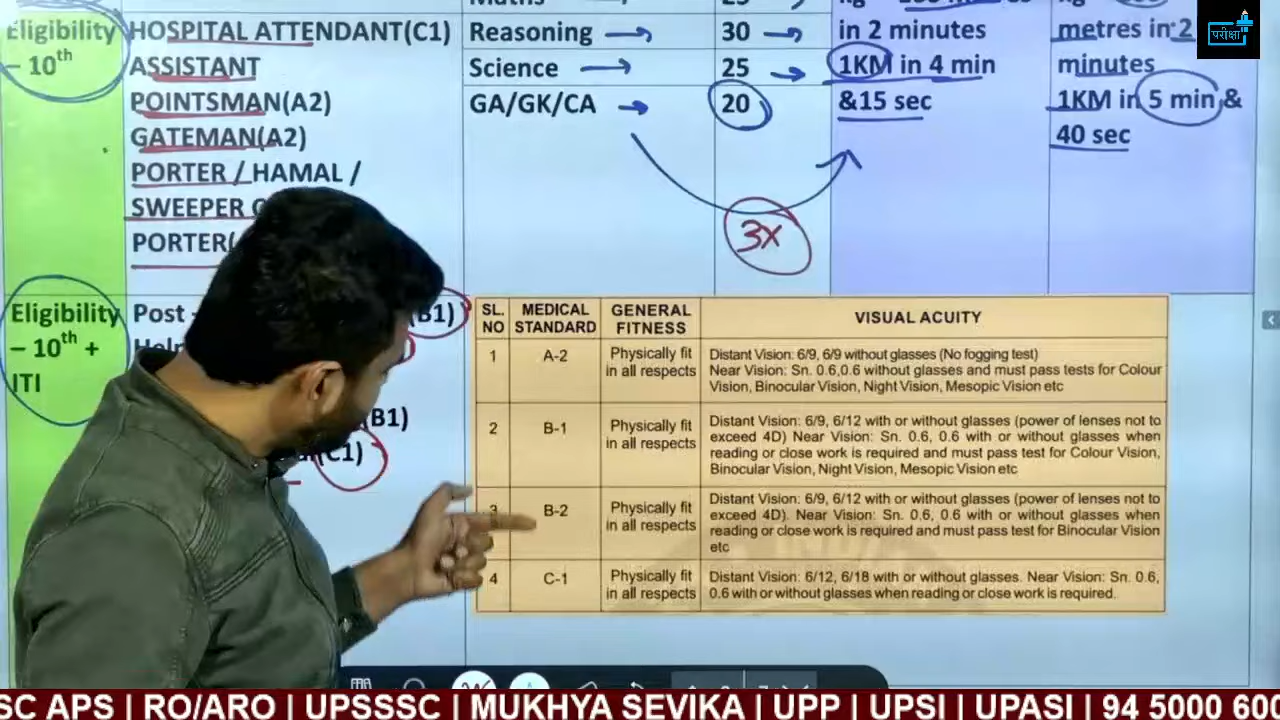 Maths 25
Eligibility HOSPITAL ATTENDANT(C1) Reasoning 30 in 2 minutes metres in 2
– 10th ASSISTANT Science 25 1KM in 4 min minutes
POINTSMAN(A2) GA/GK/CA 20 &15 sec 1KM in 5 min &
GATEMAN(A2) 40 sec
PORTER / HAMAL /
SWEEPER
PORTER(
3x
परीक्षा
Eligibility Post B1)
– 10th +
ITI
(B1)
C1)
SL. NO MEDICAL STANDARD GENERAL FITNESS VISUAL ACUITY
1 A-2 Physically fit in all respects
Distant Vision: 6/9, 6/9 without glasses (No fogging test)
Near Vision: Sn. 0.6,0.6 without glasses and must pass tests for Colour
Vision, Binocular Vision, Night Vision, Mesopic Vision etc
2 B-1 Physically fit in all respects
Distant Vision: 6/9, 6/12 with or without glasses (power of lenses not to
exceed 4D) Near Vision: Sn. 0.6, 0.6 with or without glasses when
reading or close work is required and must pass test for Colour Vision,
Binocular Vision, Night Vision, Mesopic Vision etc
3 B-2 Physically fit in all respects
Distant Vision: 6/9, 6/12 with or without glasses (power of lenses not to
exceed 4D). Near Vision: Sn. 0.6, 0.6 with or without glasses when
reading or close work is required and must pass test for Binocular Vision
etc
4 C-1 Physically fit in all respects
Distant Vision: 6/12, 6/18 with or without glasses. Near Vision: Sn. 0.6,
0.6 with or without glasses when reading or close work is required.
SC APS | RO/ARO | UPSSSC | MUKHYA SEVIKA | UPP | UPSI | UPASI | 94 5000 600